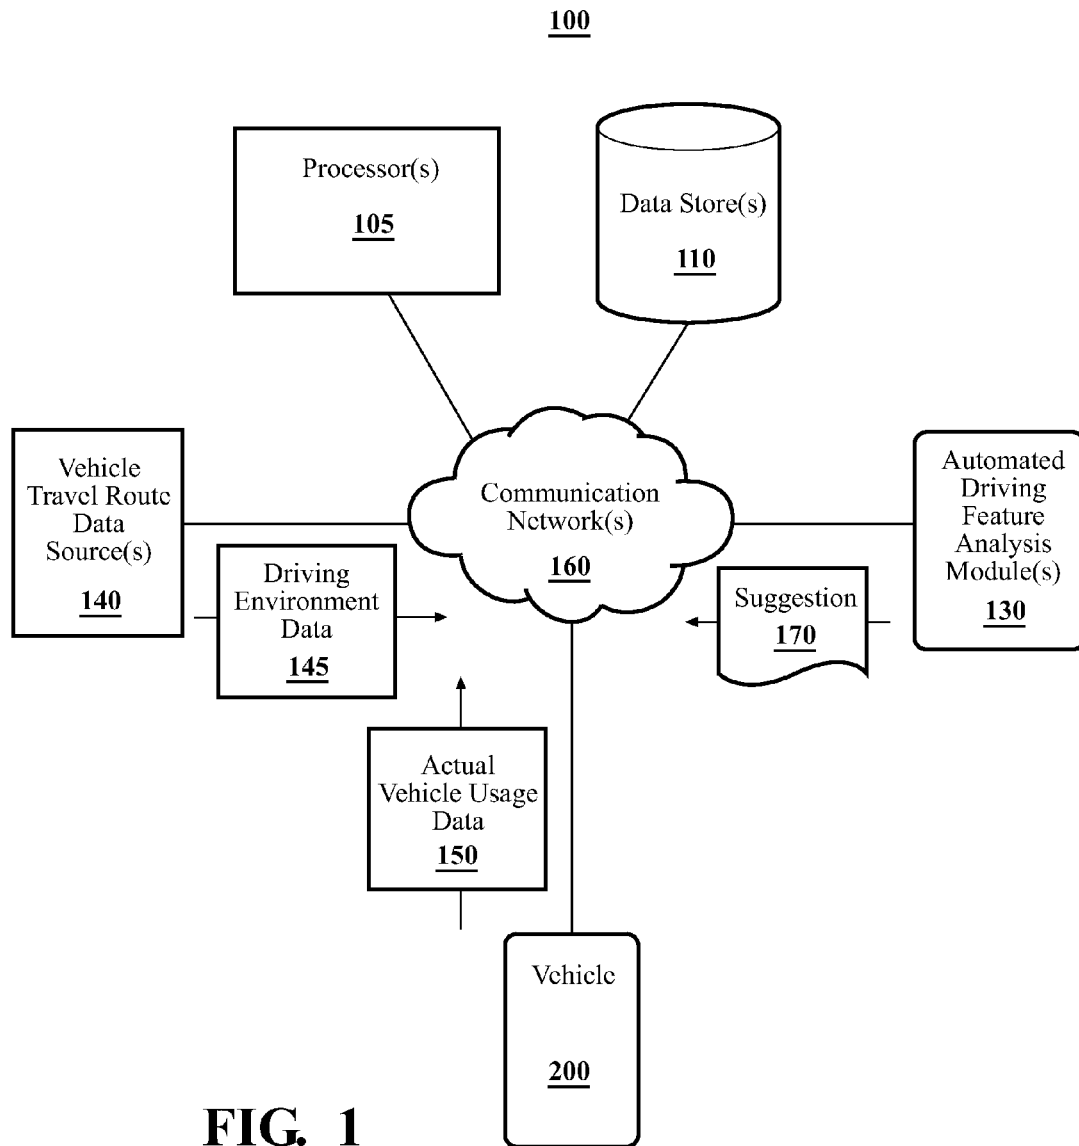 100
Processor(s)
105
Data Store(s)
110
Vehicle
Travel Route
Data
Source(s)
140
Communication
Network(s)
160
Automated
Driving
Feature
Analysis
Module(s)
130
Driving
Environment
Data
145
Suggestion
170
Actual
Vehicle Usage
Data
150
Vehicle
200
FIG. 1